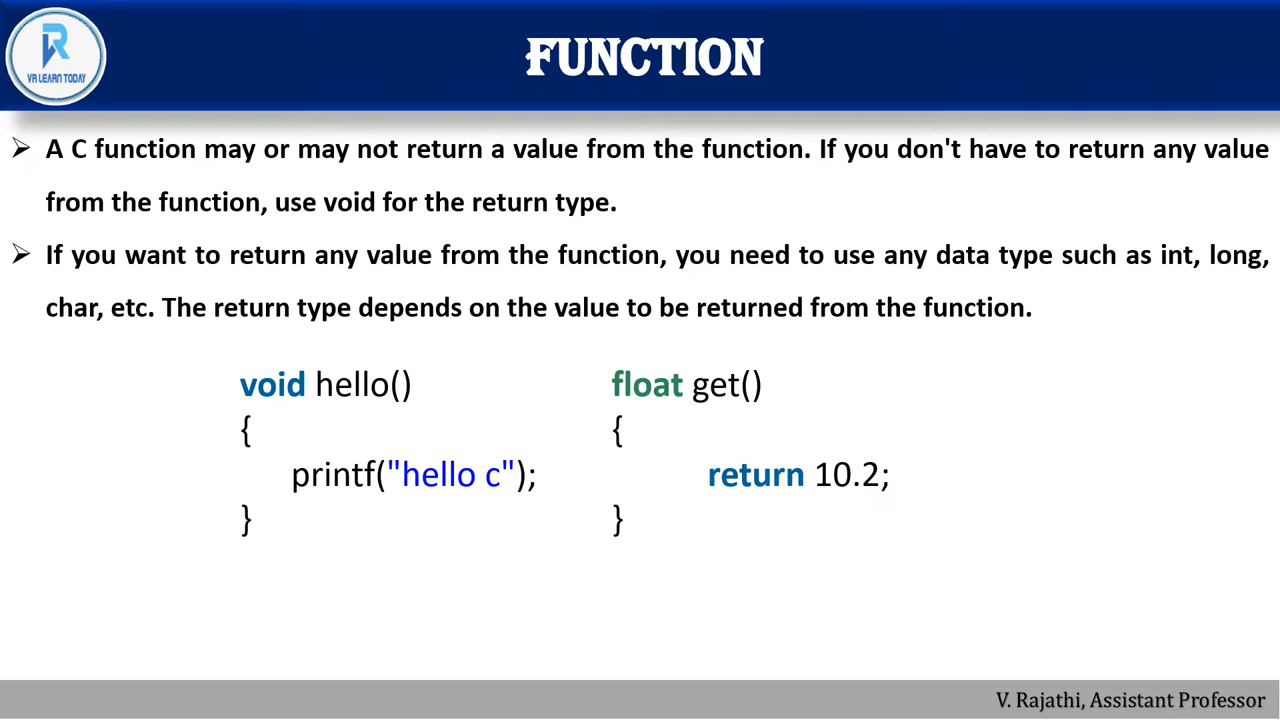 VR LEARN TODAY
FUNCTION
➢ A C function may or may not return a value from the function. If you don't have to return any value
from the function, use void for the return type.
➢ If you want to return any value from the function, you need to use any data type such as int, long,
char, etc. The return type depends on the value to be returned from the function.
void hello()
{
printf("hello c");
}
float get()
{
return 10.2;
}
V. Rajathi, Assistant Professor